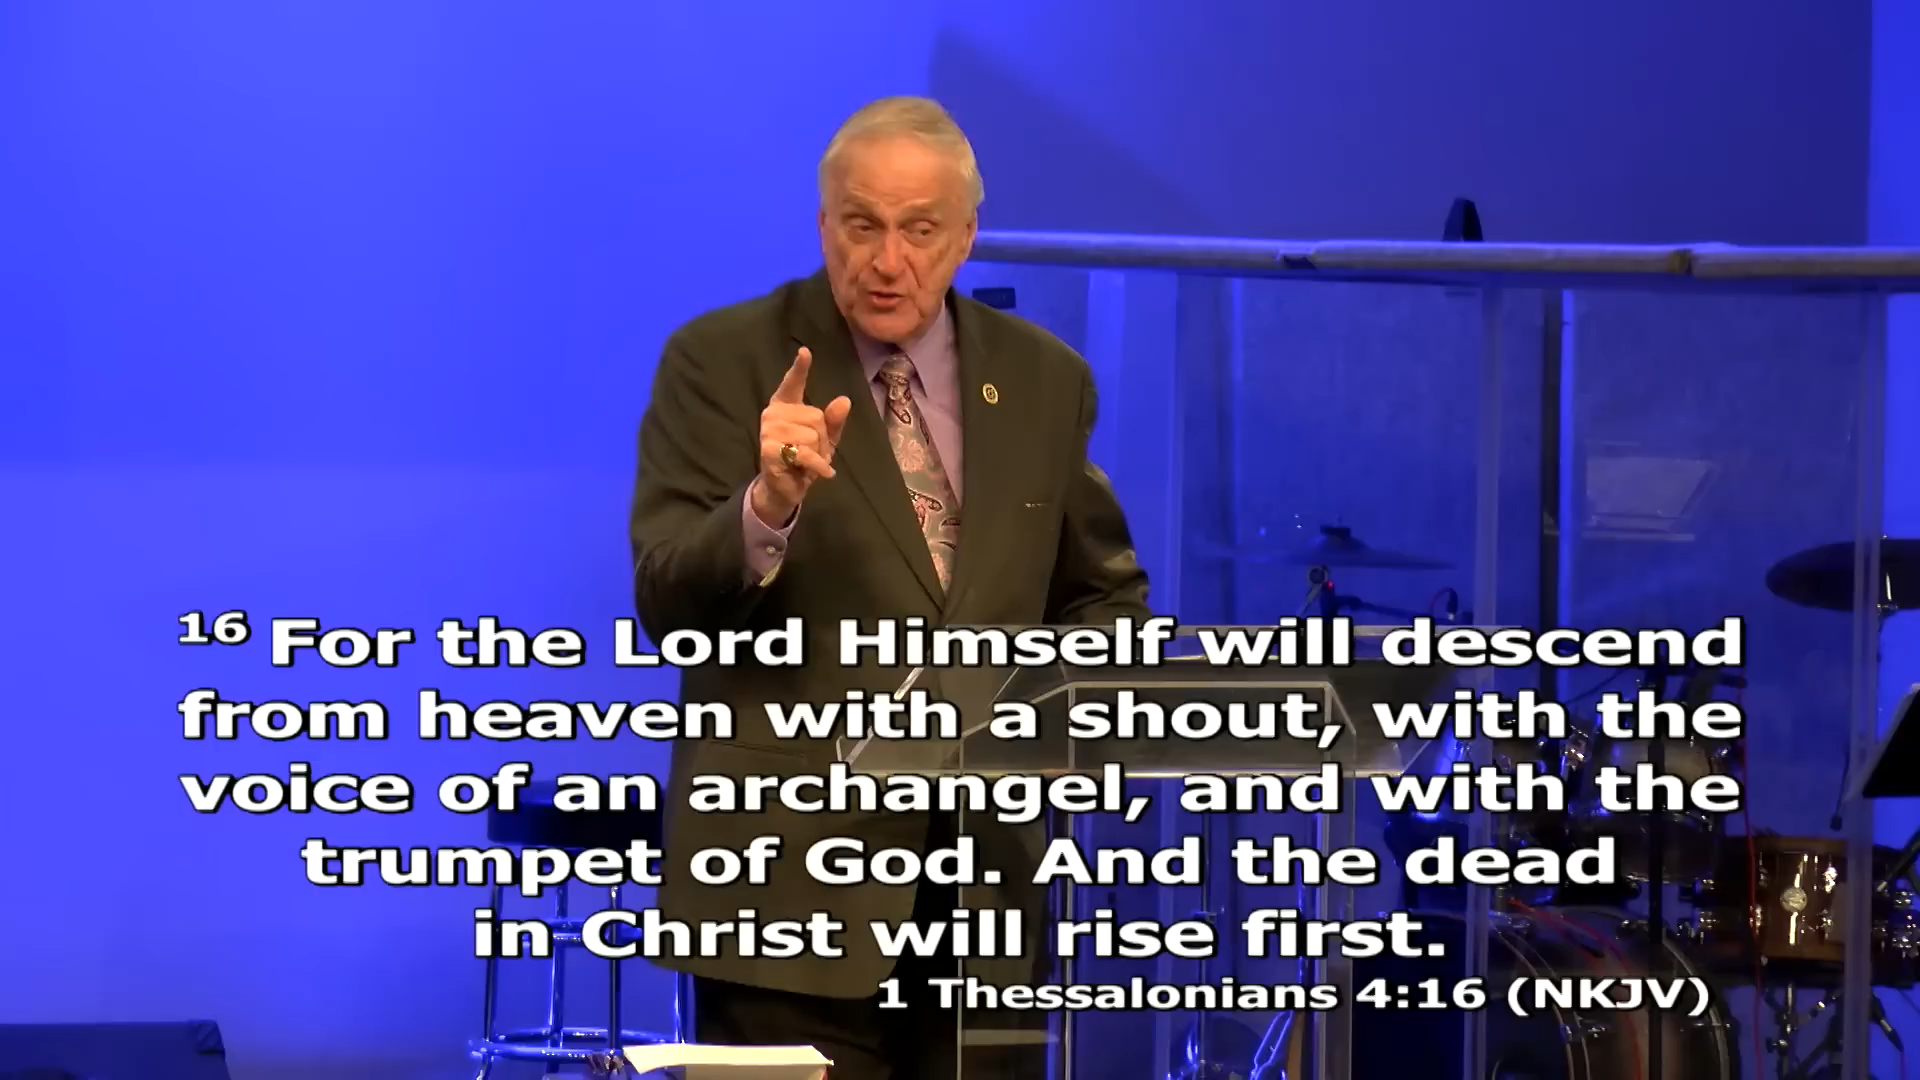 16 For the Lord Himself will descend
from heaven with a shout, with the
voice of an archangel, and with the
trumpet of God. And the dead
in Christ will rise first.
1 Thessalonians 4:16 (NKJV)